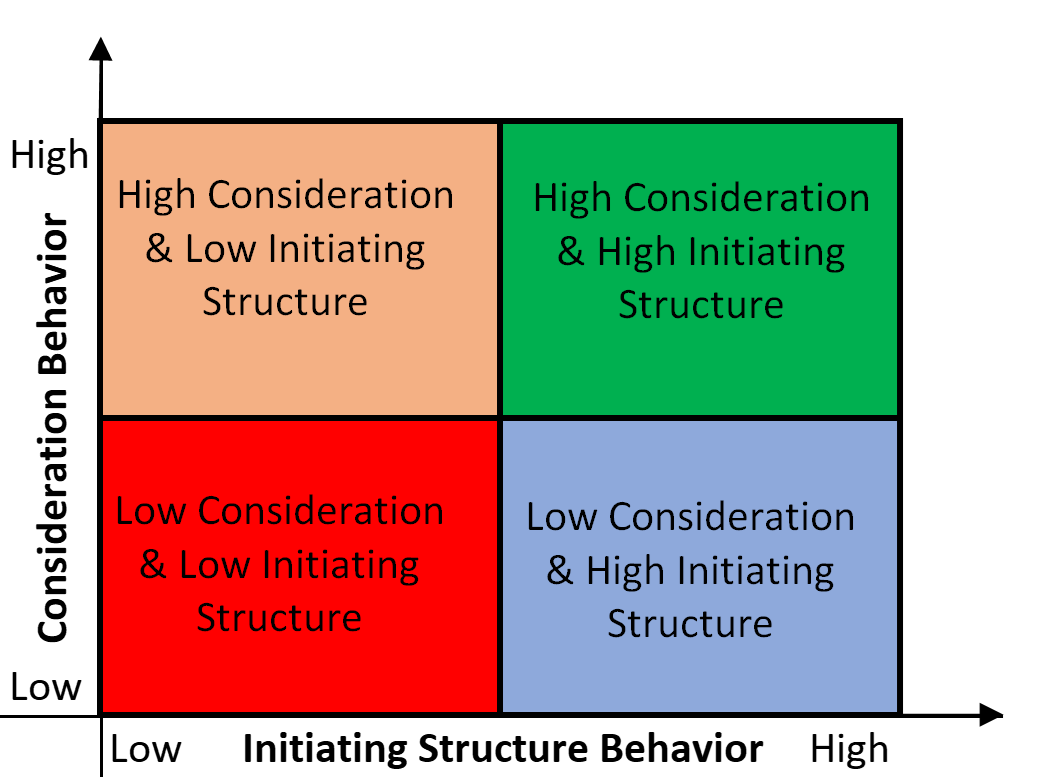 High
High Consideration
& Low Initiating
Structure
High Consideration
& High Initiating
Structure
Consideration Behavior
Low Consideration
& Low Initiating
Structure
Low Consideration
& High Initiating
Structure
Low
Low
Initiating Structure Behavior
High